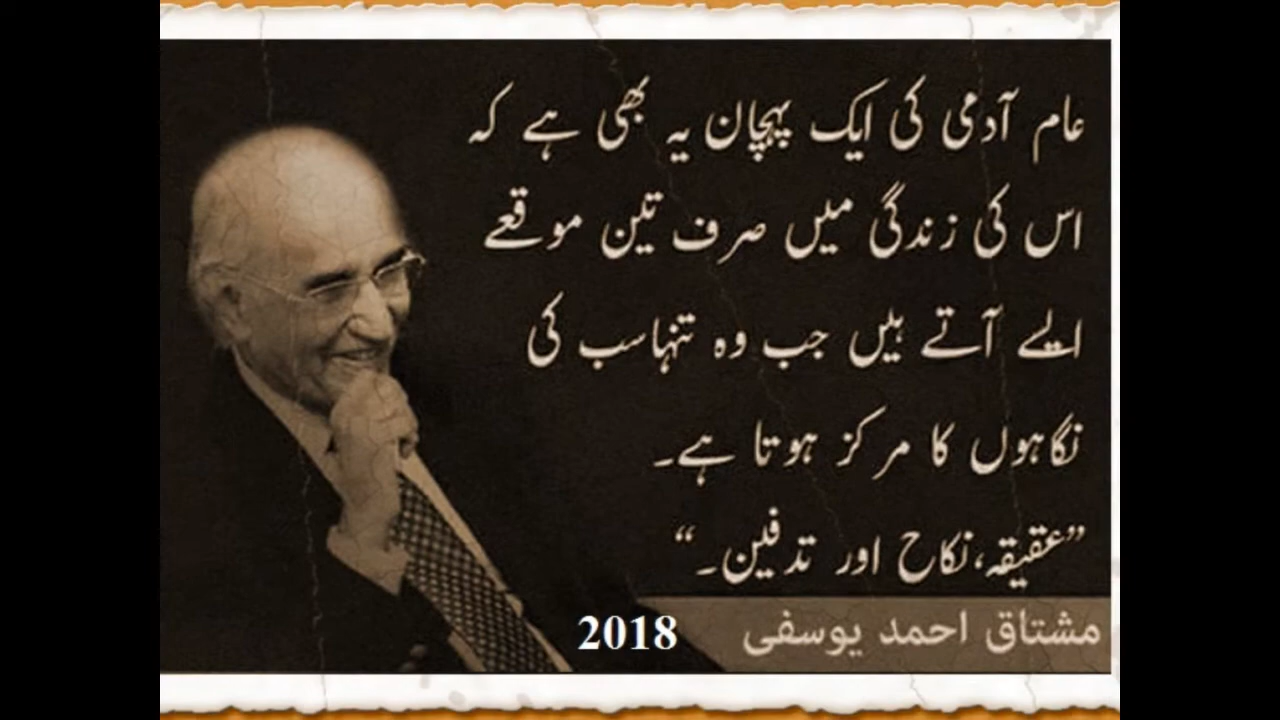 عام آدمی کی ایک پہچان یہ بھی ہے کہ
اس کی زندگی میں صرف تین موقعے
ایسے آتے ہیں جب وہ تنہا سب کی
نگاہوں کا مرکز ہوتا ہے۔
”عقیقہ، نکاح اور تدفین۔“
مشتاق احمد یوسفی
2018